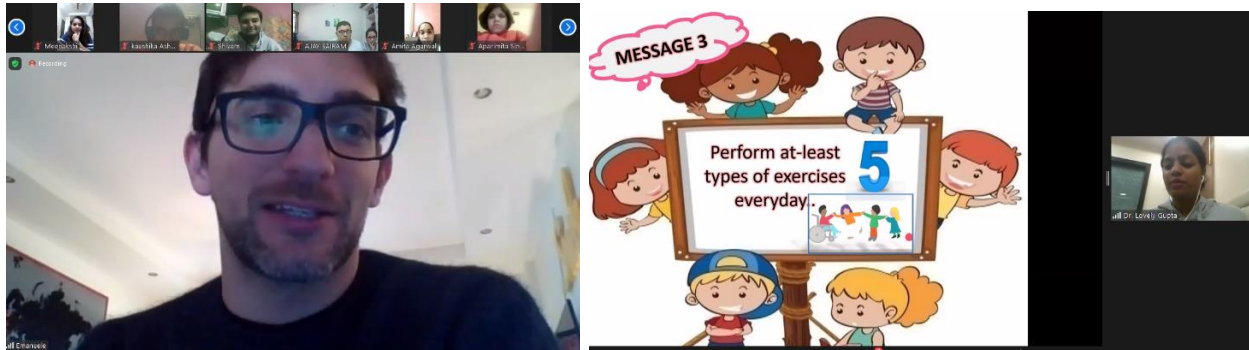 Meenakshi
kaushika Ash...
Shivam
AJAY SAIRAM
Amita Agarwal
Aparimita Sin...
Recording
Emanuele
MESSAGE 3
Perform at-least 5
types of exercises
everyday..
Dr. Lovely Gupta